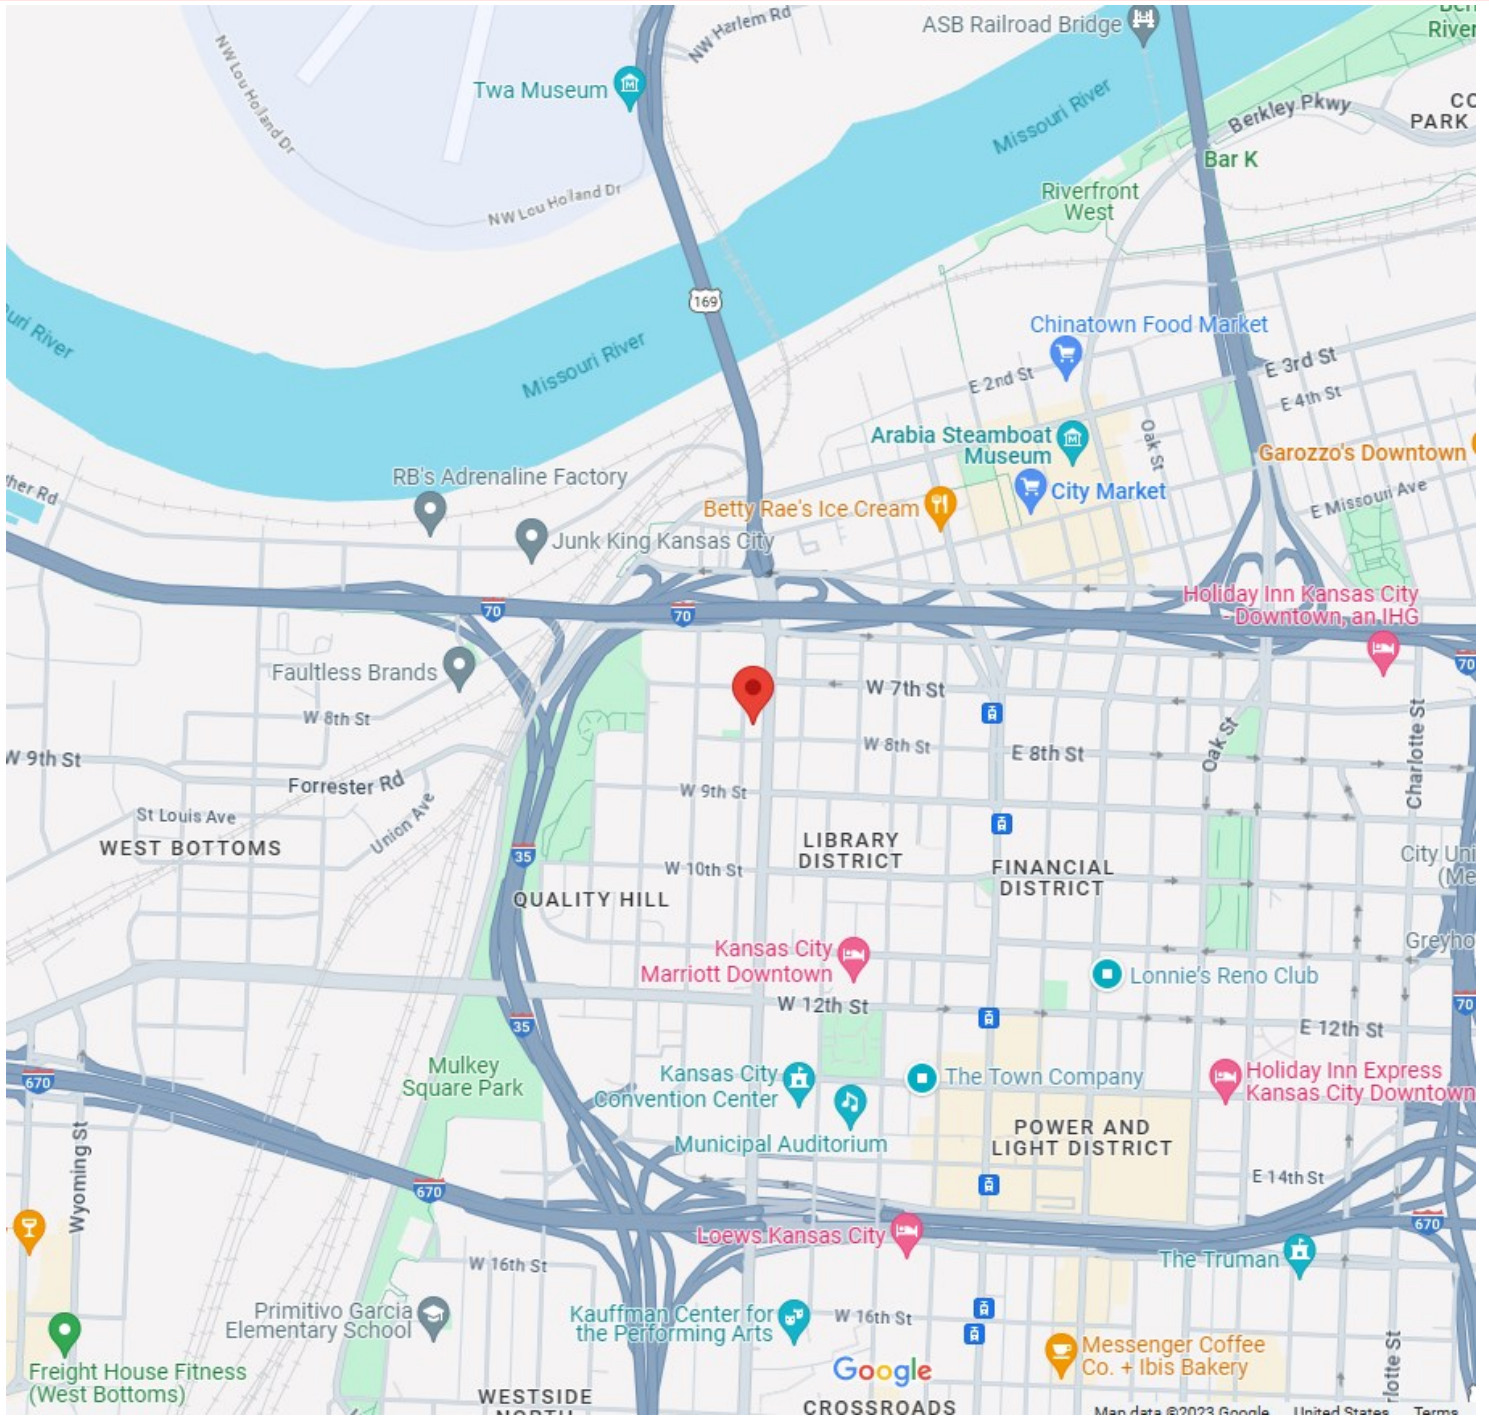 NW Harlem Rd
ASB Railroad Bridge
River
NW Lou Holland Dr
Twa Museum
Missouri River
Berkley Pkwy
PARK
Bar K
NW Lou Holland Dr
Riverfront
West
169
Chinatown Food Market
River
Missouri River
E 2nd St
E 3rd St
E 4th St
Arabia Steamboat
Museum
Oak St
Garozzo's Downtown
RB's Adrenaline Factory
City Market
E Missouri Ave
Betty Rae's Ice Cream
Junk King Kansas City
70
70
Holiday Inn Kansas City
- Downtown, an IHG
70
Faultless Brands
W 7th St
W 8th St
W 8th St
E 8th St
Oak St
Charlotte St
W 9th St
Forrester Rd
W 9th St
St Louis Ave
Union Ave
WEST BOTTOMS
35
LIBRARY
DISTRICT
W 10th St
FINANCIAL
DISTRICT
City Uni
(Me
QUALITY HILL
Kansas City
Marriott Downtown
Greyho
Lonnie's Reno Club
W 12th St
70
35
E 12th St
Mulkey
Square Park
Kansas City
Convention Center
The Town Company
Holiday Inn Express
Kansas City Downtown
670
Municipal Auditorium
POWER AND
LIGHT DISTRICT
Wyoming St
E 14th St
670
670
Loews Kansas City
The Truman
W 16th St
Primitivo Garcia
Elementary School
Kauffman Center for
the Performing Arts
W 16th St
Messenger Coffee
Co. + Ibis Bakery
Freight House Fitness
(West Bottoms)
Google
lotte St
WESTSIDE
NORTH
CROSSROADS
Map data ©2023 Google
United States
Terms